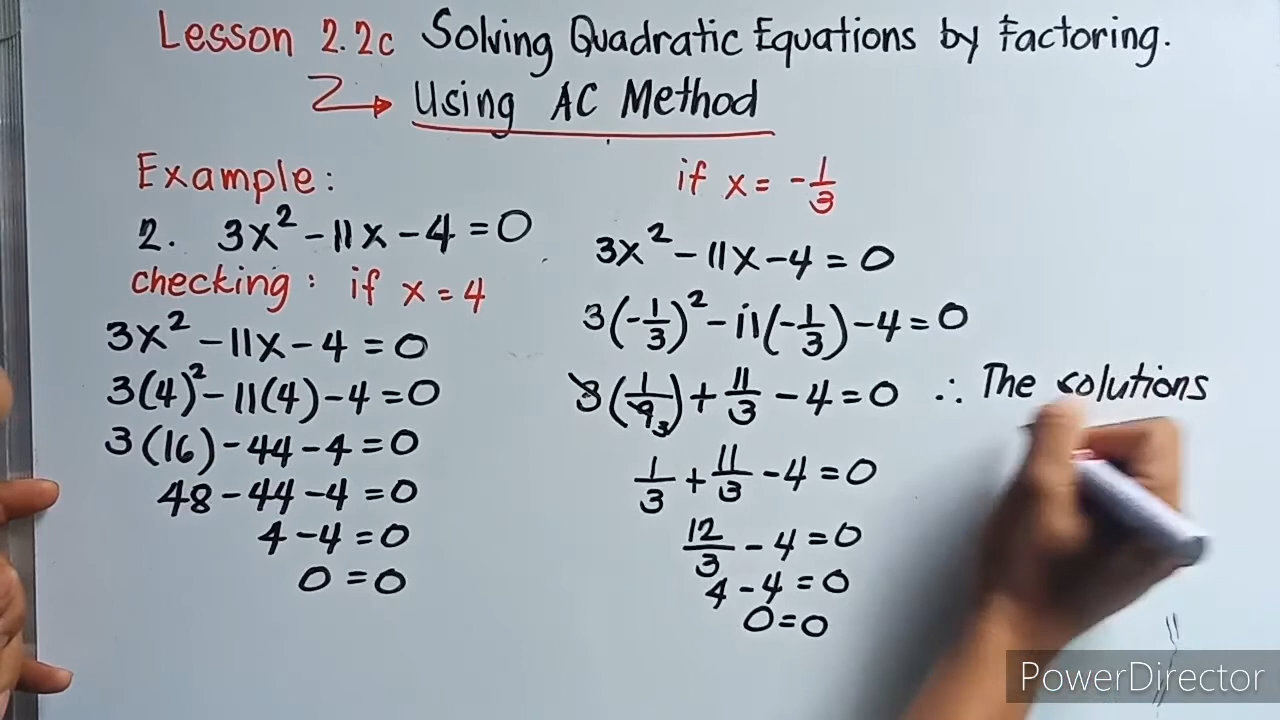 Lesson 2.2c Solving Quadratic Equations by factoring.
Using AC Method
Example:
2. 3x² - 11x - 4 = 0
checking: if x = 4
3x² - 11x - 4 = 0
3(4)² - 11(4) - 4 = 0
3(16) - 44 - 4 = 0
48 - 44 - 4 = 0
4 - 4 = 0
0 = 0
if x = -1/3
3x² - 11x - 4 = 0
3(-1/3)² - 11(-1/3) - 4 = 0
3(1/9 3) + 11/3 - 4 = 0
1/3 + 11/3 - 4 = 0
12/3 - 4 = 0
4 - 4 = 0
0 = 0
∴ The solutions
PowerDirector